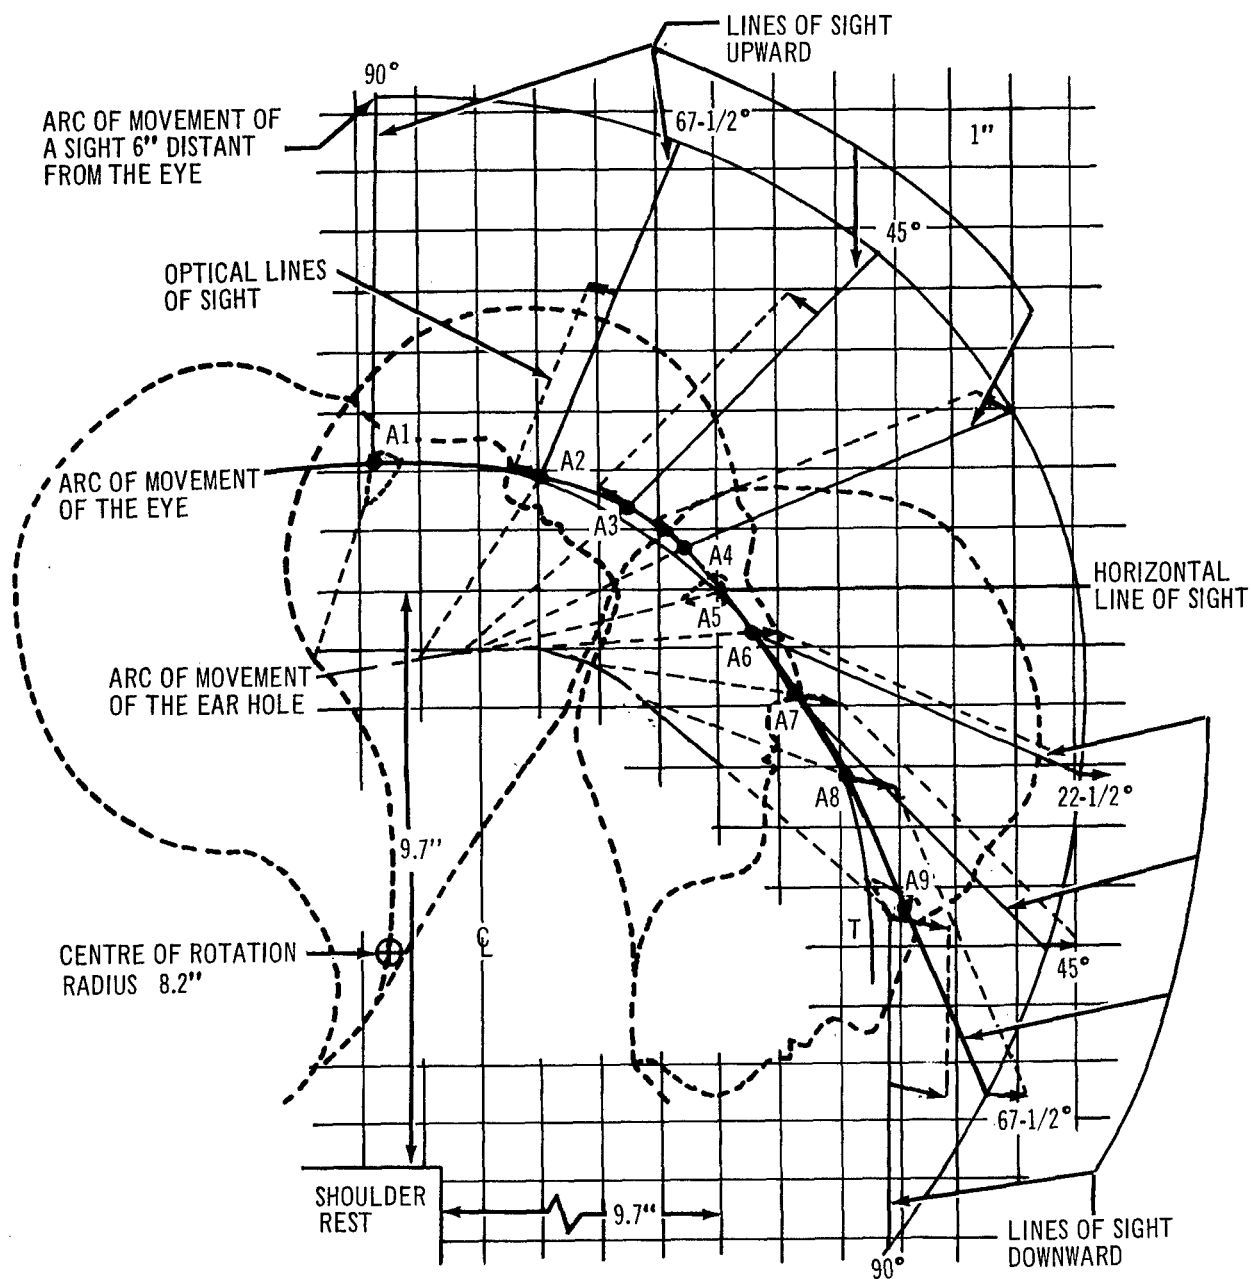 LINES OF SIGHT
UPWARD
90°
ARC OF MOVEMENT OF
A SIGHT 6" DISTANT
FROM THE EYE
67-1/2°
1"
45°
OPTICAL LINES
OF SIGHT
A1
A2
ARC OF MOVEMENT
OF THE EYE
A3
A4
HORIZONTAL
LINE OF SIGHT
A5
A6
ARC OF MOVEMENT
OF THE EAR HOLE
A7
A8
22-1/2°
9.7"
A9
T
CENTRE OF ROTATION
RADIUS 8.2"
℄
45°
67-1/2°
SHOULDER
REST
9.7"
LINES OF SIGHT
DOWNWARD
90°